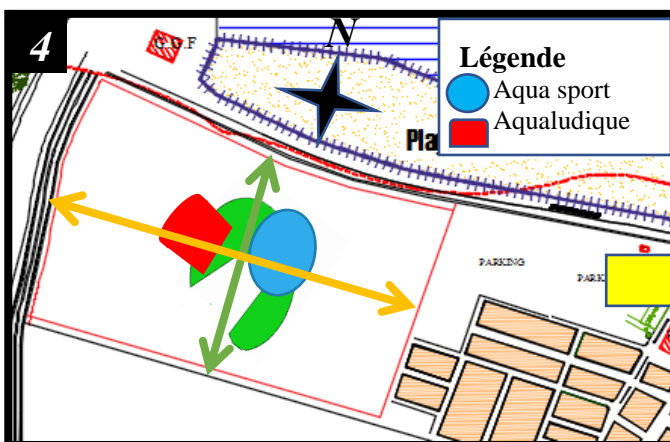 4
G.G.F
N
Légende
Aqua sport
Aqualudique
Pla
PARKING
PARK